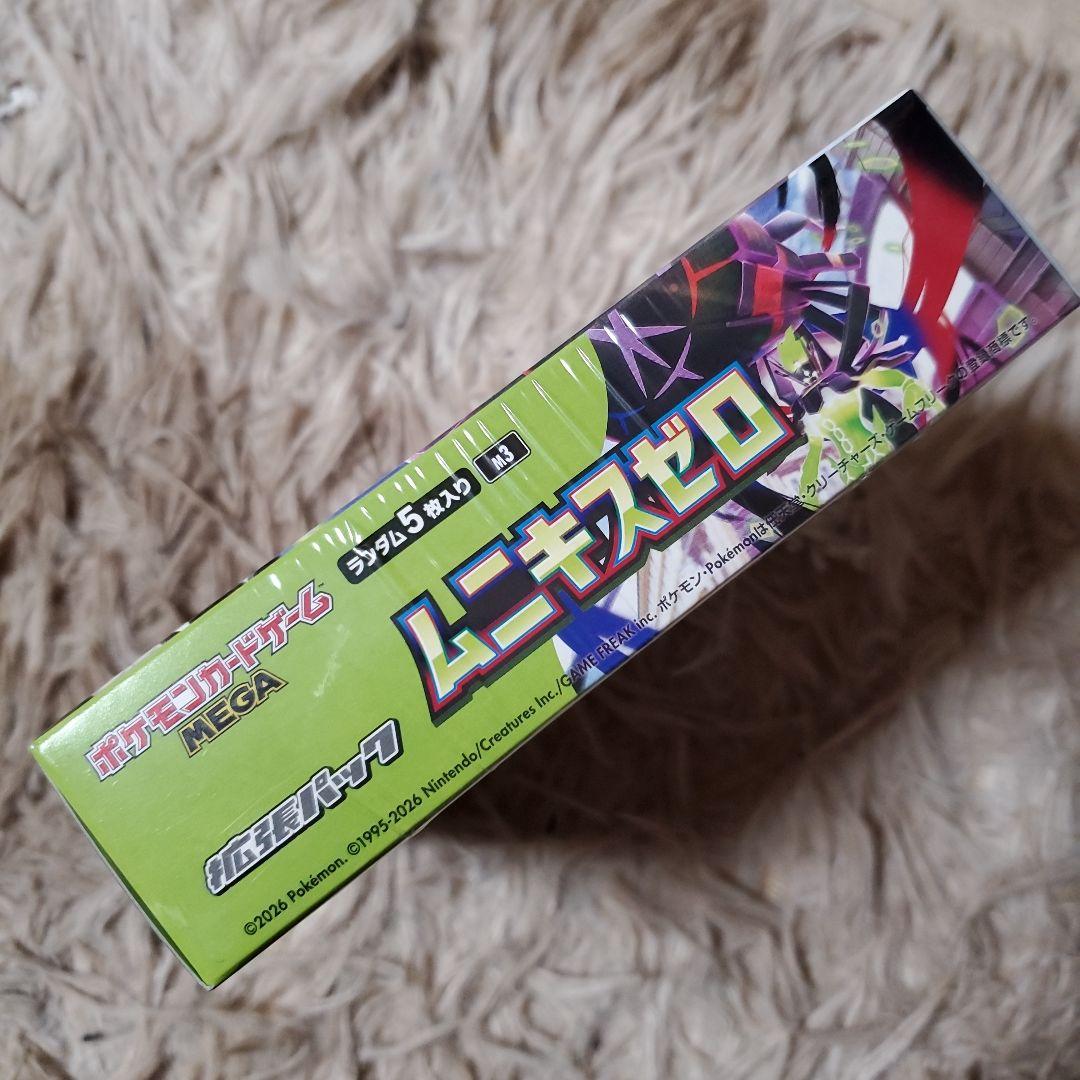 ポケモンカードゲーム™
MEGA
拡張パック
ランダム5枚入り
M3
ムニキスゼロ
©2026 Pokémon. ©1995-2026 Nintendo/Creatures Inc./GAME FREAK inc. ポケモン・Pokémonは任天堂・クリーチャーズ・ゲームフリークの登録商標です。